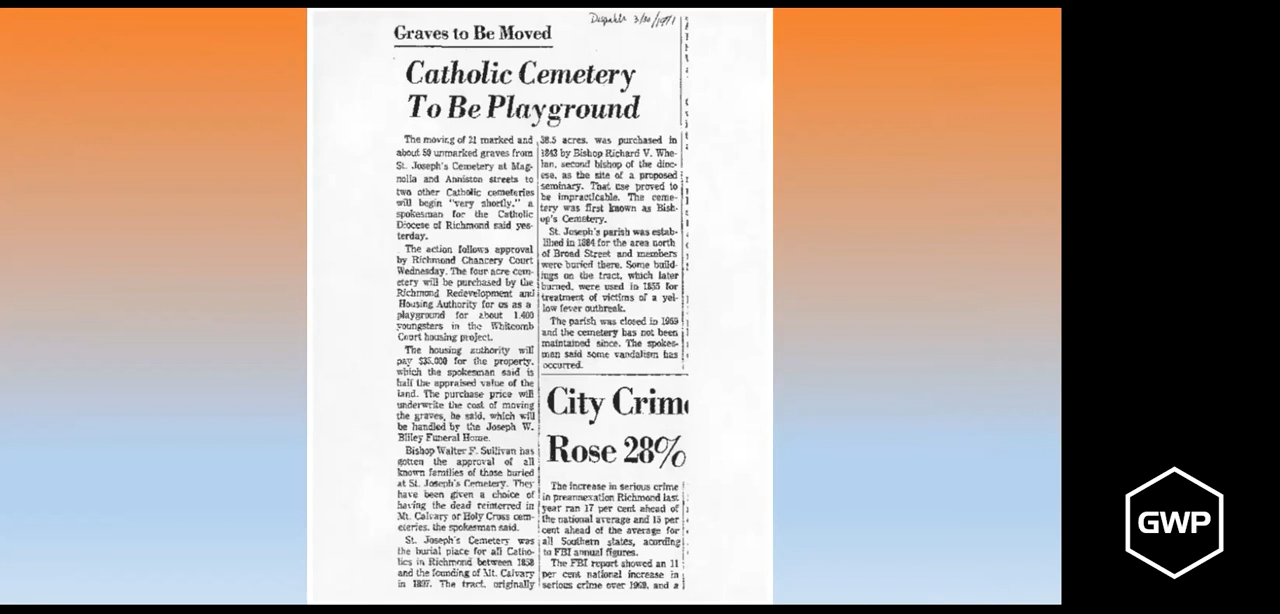 Dispatch 3/20/1971
Graves to Be Moved
Catholic Cemetery
To Be Playground
The moving of 21 marked and
about 50 unmarked graves from
St. Joseph's Cemetery at Mag-
nolia and Anniston streets to
two other Catholic cemeteries
will begin "very shortly." a
spokesman for the Catholic
Diocese of Richmond said yes-
terday.
The action follows approval
by Richmond Chancery Court
Wednesday. The four acre cem-
etery will be purchased by the
Richmond Redevelopment and
Housing Authority for us as a
playground for about 1,400
youngsters in the Whitcomb
Court housing project.
The housing authority will
pay $35,000 for the property,
which the spokesman said is
half the appraised value of the
land. The purchase price will
underwrite the cost of moving
the graves, he said, which will
be handled by the Joseph W.
Bliley Funeral Home.
Bishop Walter F. Sullivan has
gotten the approval of all
known families of those buried
at St. Joseph's Cemetery. They
have been given a choice of
having the dead reinterred in
Mt. Calvary or Holy Cross cem-
eteries, the spokesman said.
St. Joseph's Cemetery was
the burial place for all Catho-
lics in Richmond between 1858
and the founding of Mt. Calvary
in 1897. The tract, originally
38.5 acres, was purchased in
1843 by Bishop Richard V. Whe-
lan, second bishop of the dioc-
ese, as the site of a proposed
seminary. That use proved to
be impracticable. The ceme-
tery was first known as Bish-
op's Cemetery.
St. Joseph's parish was estab-
lihed in 1884 for the area north
of Broad Street and members
were buried there. Some build-
ings on the tract, which later
burned, were used in 1855 for
treatment of victims of a yel-
low fever outbreak.
The parish was closed in 1969
and the cemetery has not been
maintained since. The spokes-
man said some vandalism has
occurred.
City Crime
Rose 28%
The increase in serious crime
in preannexation Richmond last
year ran 17 per cent ahead of
the national average and 15 per
cent ahead of the average for
all Southern states, acording
to FBI annual figures.
The FBI report showed an 11
per cent national increase in
serious crime over 1969, and a
GWP